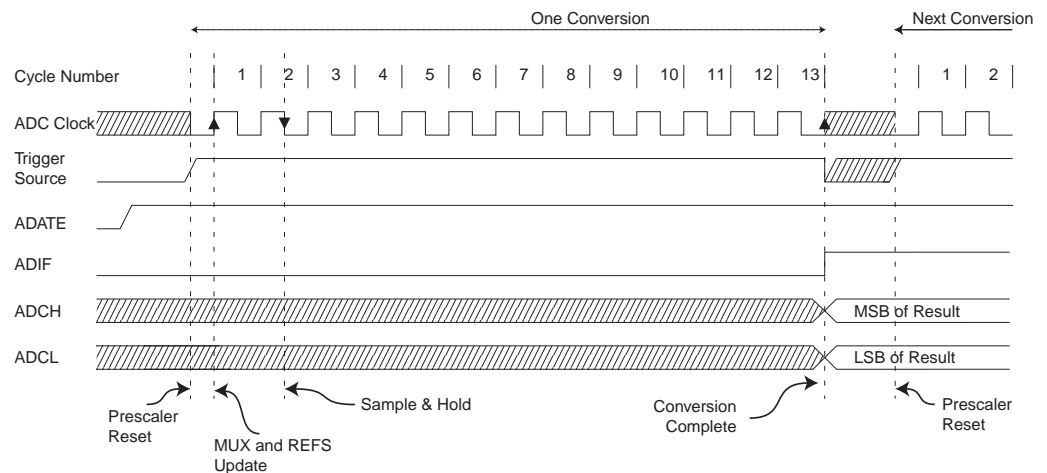 One Conversion Next Conversion
Cycle Number 1 2 3 4 5 6 7 8 9 10 11 12 13 1 2
ADC Clock
Trigger
Source
ADATE
ADIF
ADCH MSB of Result
ADCL LSB of Result
Prescaler
Reset
MUX and REFS
Update
Sample & Hold
Conversion
Complete
Prescaler
Reset